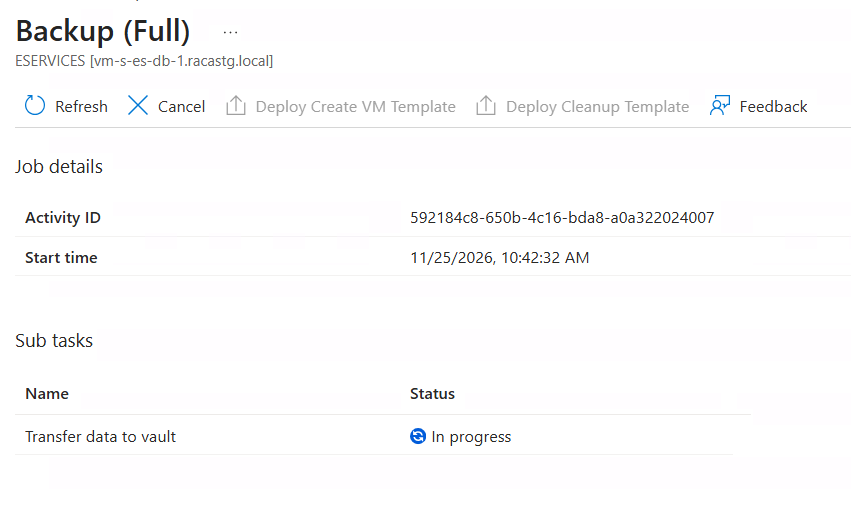 Backup (Full) ...
ESERVICES [vm-s-es-db-1.racastg.local]
Refresh Cancel Deploy Create VM Template Deploy Cleanup Template Feedback
Job details
Activity ID 592184c8-650b-4c16-bda8-a0a322024007
Start time 11/25/2026, 10:42:32 AM
Sub tasks
Name Status
Transfer data to vault In progress